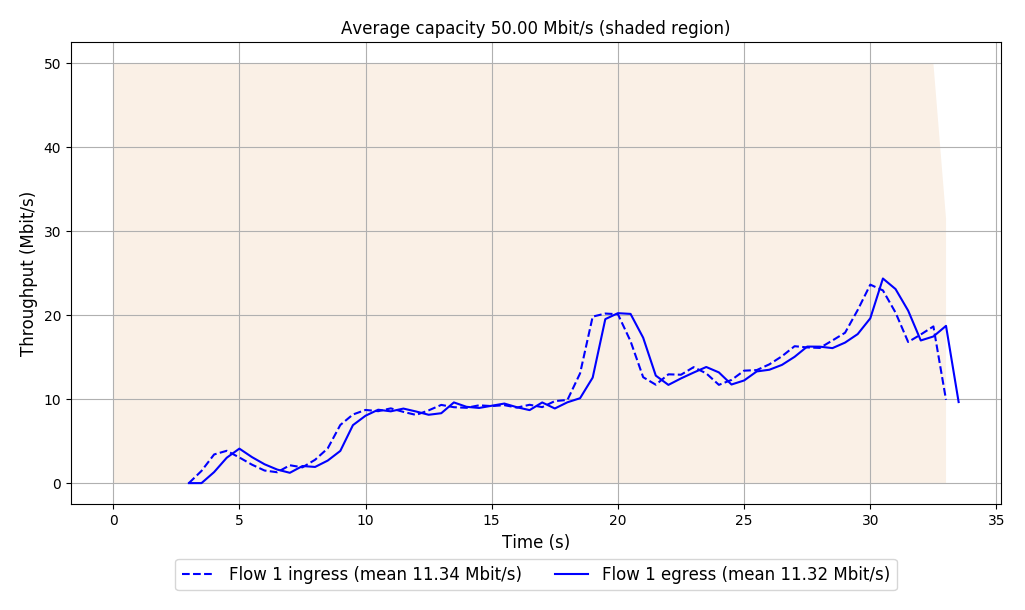 Average capacity 50.00 Mbit/s (shaded region)
Throughput (Mbit/s)
50
40
30
20
10
0
0 5 10 15 20 25 30 35
Time (s)
Flow 1 ingress (mean 11.34 Mbit/s) Flow 1 egress (mean 11.32 Mbit/s)